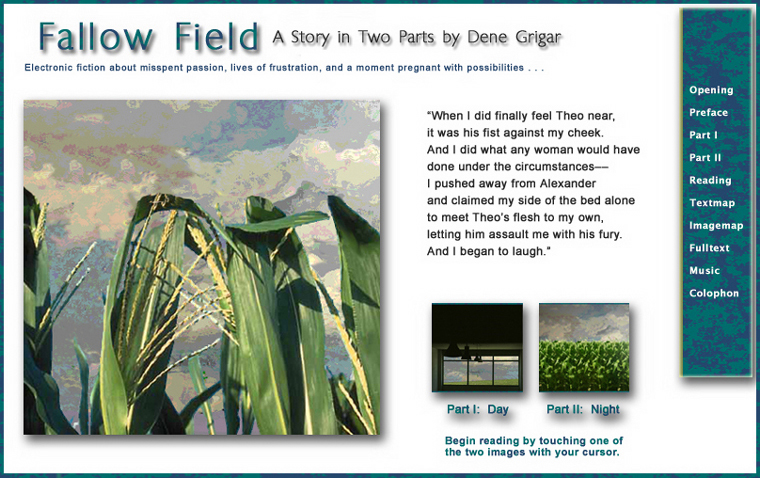 Fallow Field A Story in Two Parts by Dene Grigar
Electronic fiction about misspent passion, lives of frustration, and a moment pregnant with possibilities . . .
“When I did finally feel Theo near,
it was his fist against my cheek.
And I did what any woman would have
done under the circumstances––
I pushed away from Alexander
and claimed my side of the bed alone
to meet Theo's flesh to my own,
letting him assault me with his fury.
And I began to laugh.”
Part I: Day
Part II: Night
Begin reading by touching one of
the two images with your cursor.
Opening
Preface
Part I
Part II
Reading
Textmap
Imagemap
Fulltext
Music
Colophon